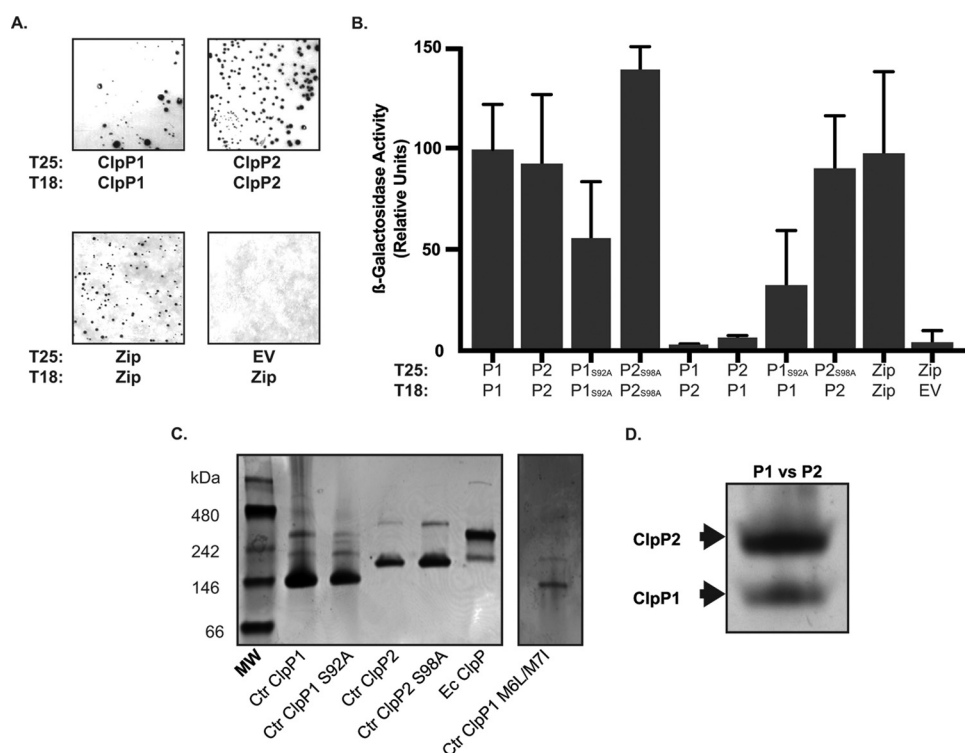 A.
T25: ClpP1 ClpP2
T18: ClpP1 ClpP2
T25: Zip EV
T18: Zip Zip
B.
ß-Galactosidase Activity
(Relative Units)
150
100
50
0
T25: P1 P2 P1S92A P2S98A P1 P2 P1S92A P2S98A Zip Zip
T18: P1 P2 P1S92A P2S98A P2 P1 P1 P2 Zip EV
C.
kDa
480
242
146
66
MW
Ctr ClpP1
Ctr ClpP1 S92A
Ctr ClpP2
Ctr ClpP2 S98A
Ec ClpP
Ctr ClpP1 M6L/M7I
D.
P1 vs P2
ClpP2
ClpP1